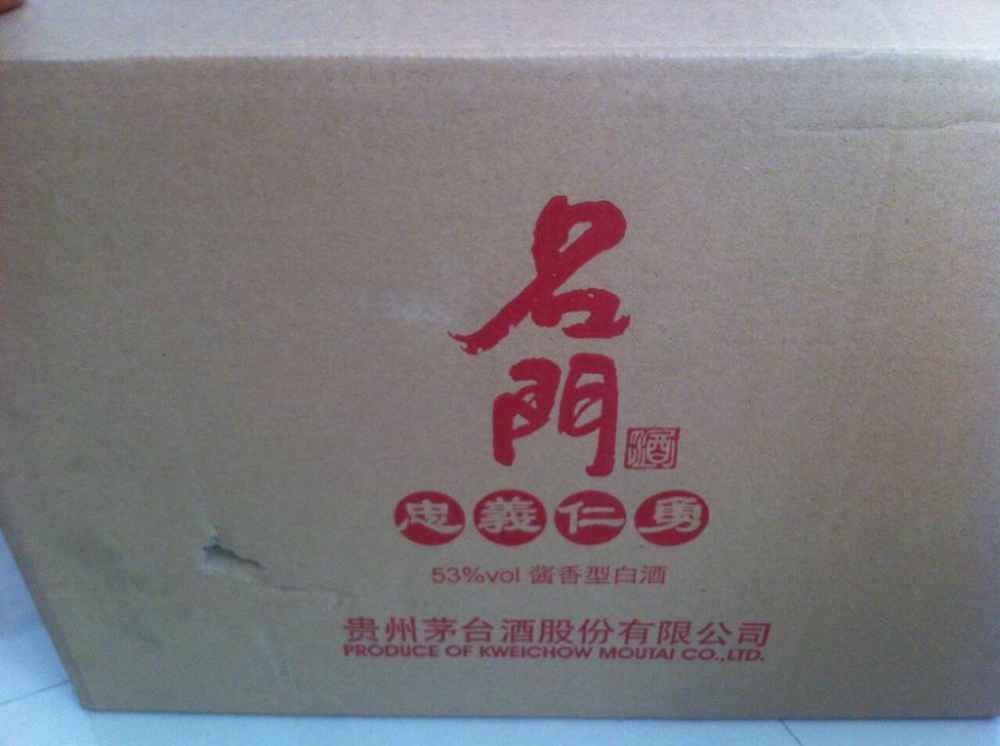 名門
酒
忠義仁勇
53%vol 酱香型白酒
贵州茅台酒股份有限公司
PRODUCE OF KWEICHOW MOUTAI CO.,LTD.